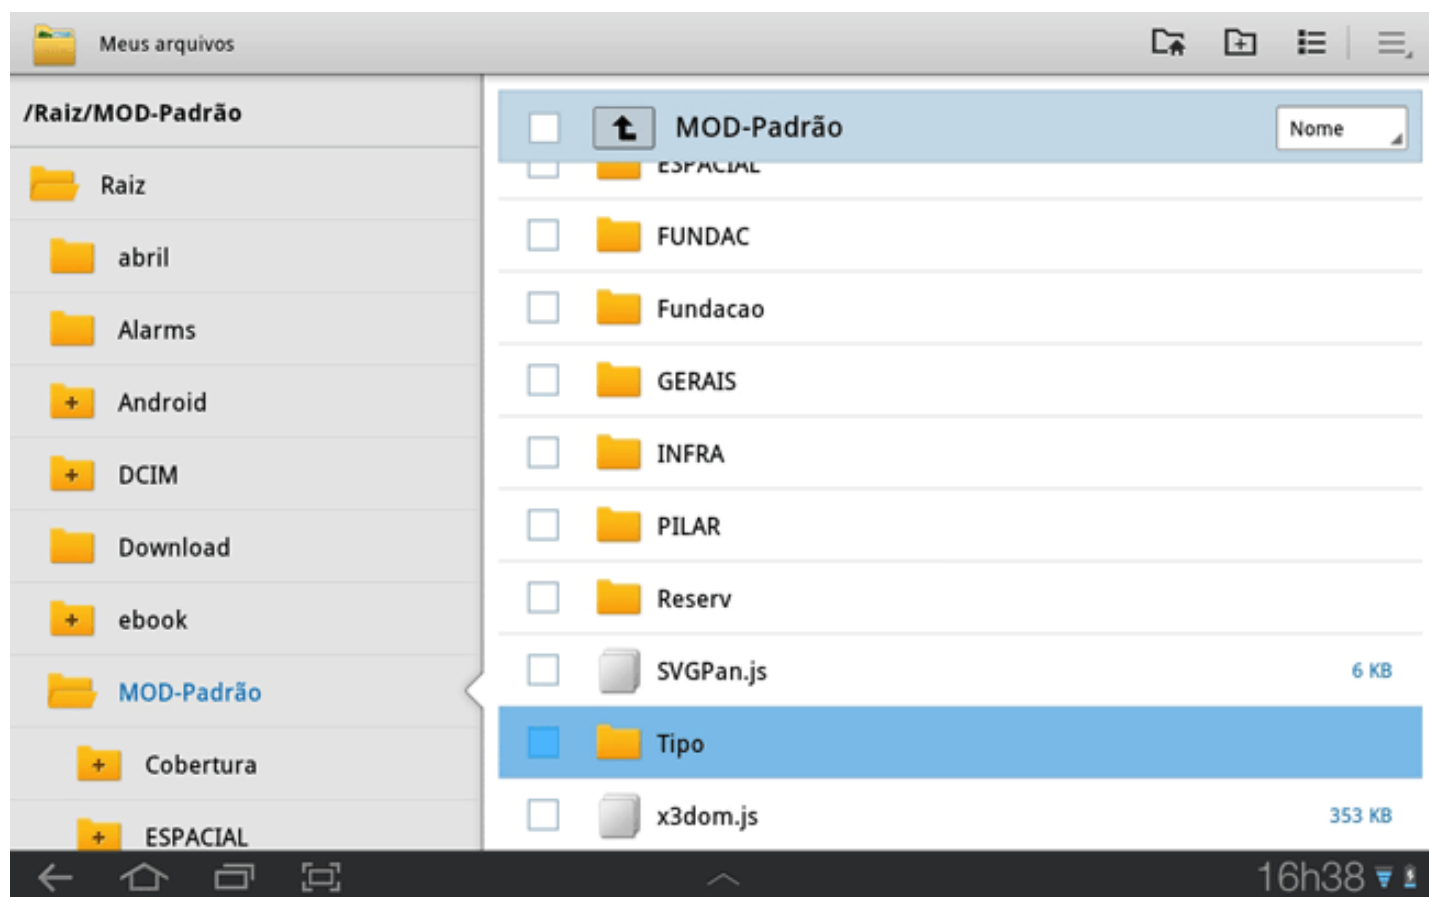 Meus arquivos
/Raiz/MOD-Padrão
Raiz
abril
Alarms
Android
DCIM
Download
ebook
MOD-Padrão
Cobertura
ESPACIAL
MOD-Padrão
Nome
ESPACIAL
FUNDAC
Fundacao
GERAIS
INFRA
PILAR
Reserv
SVGPan.js 6 KB
Tipo
x3dom.js 353 KB
16h38